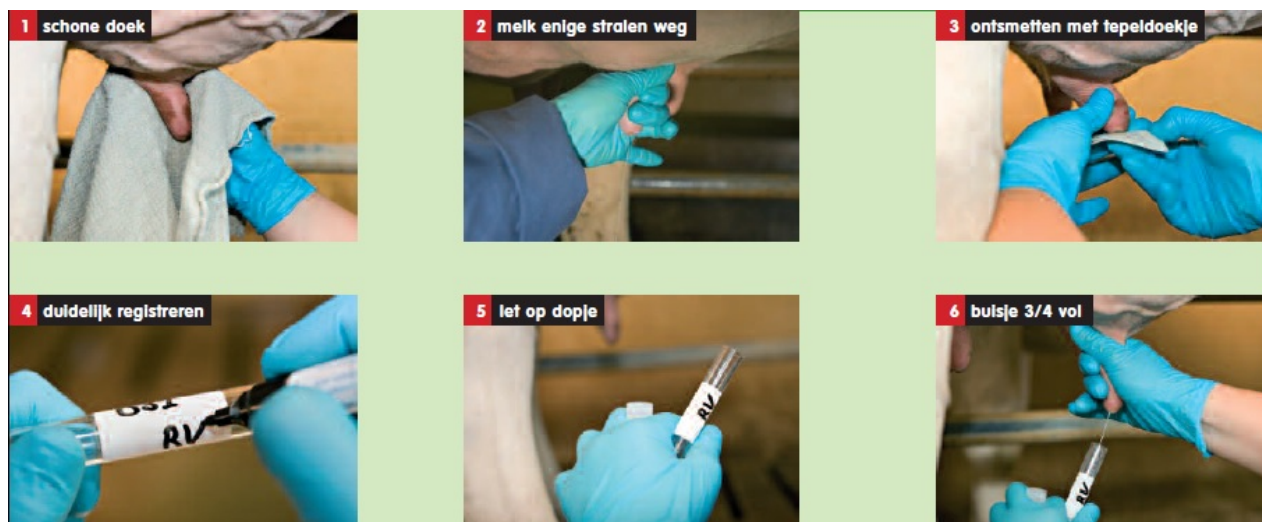 1 schone doek
2 melk enige stralen weg
3 ontsmetten met tepeldoekje
4 duidelijk registreren
RV
5 let op dopje
RV
6 buisje 3/4 vol
RV